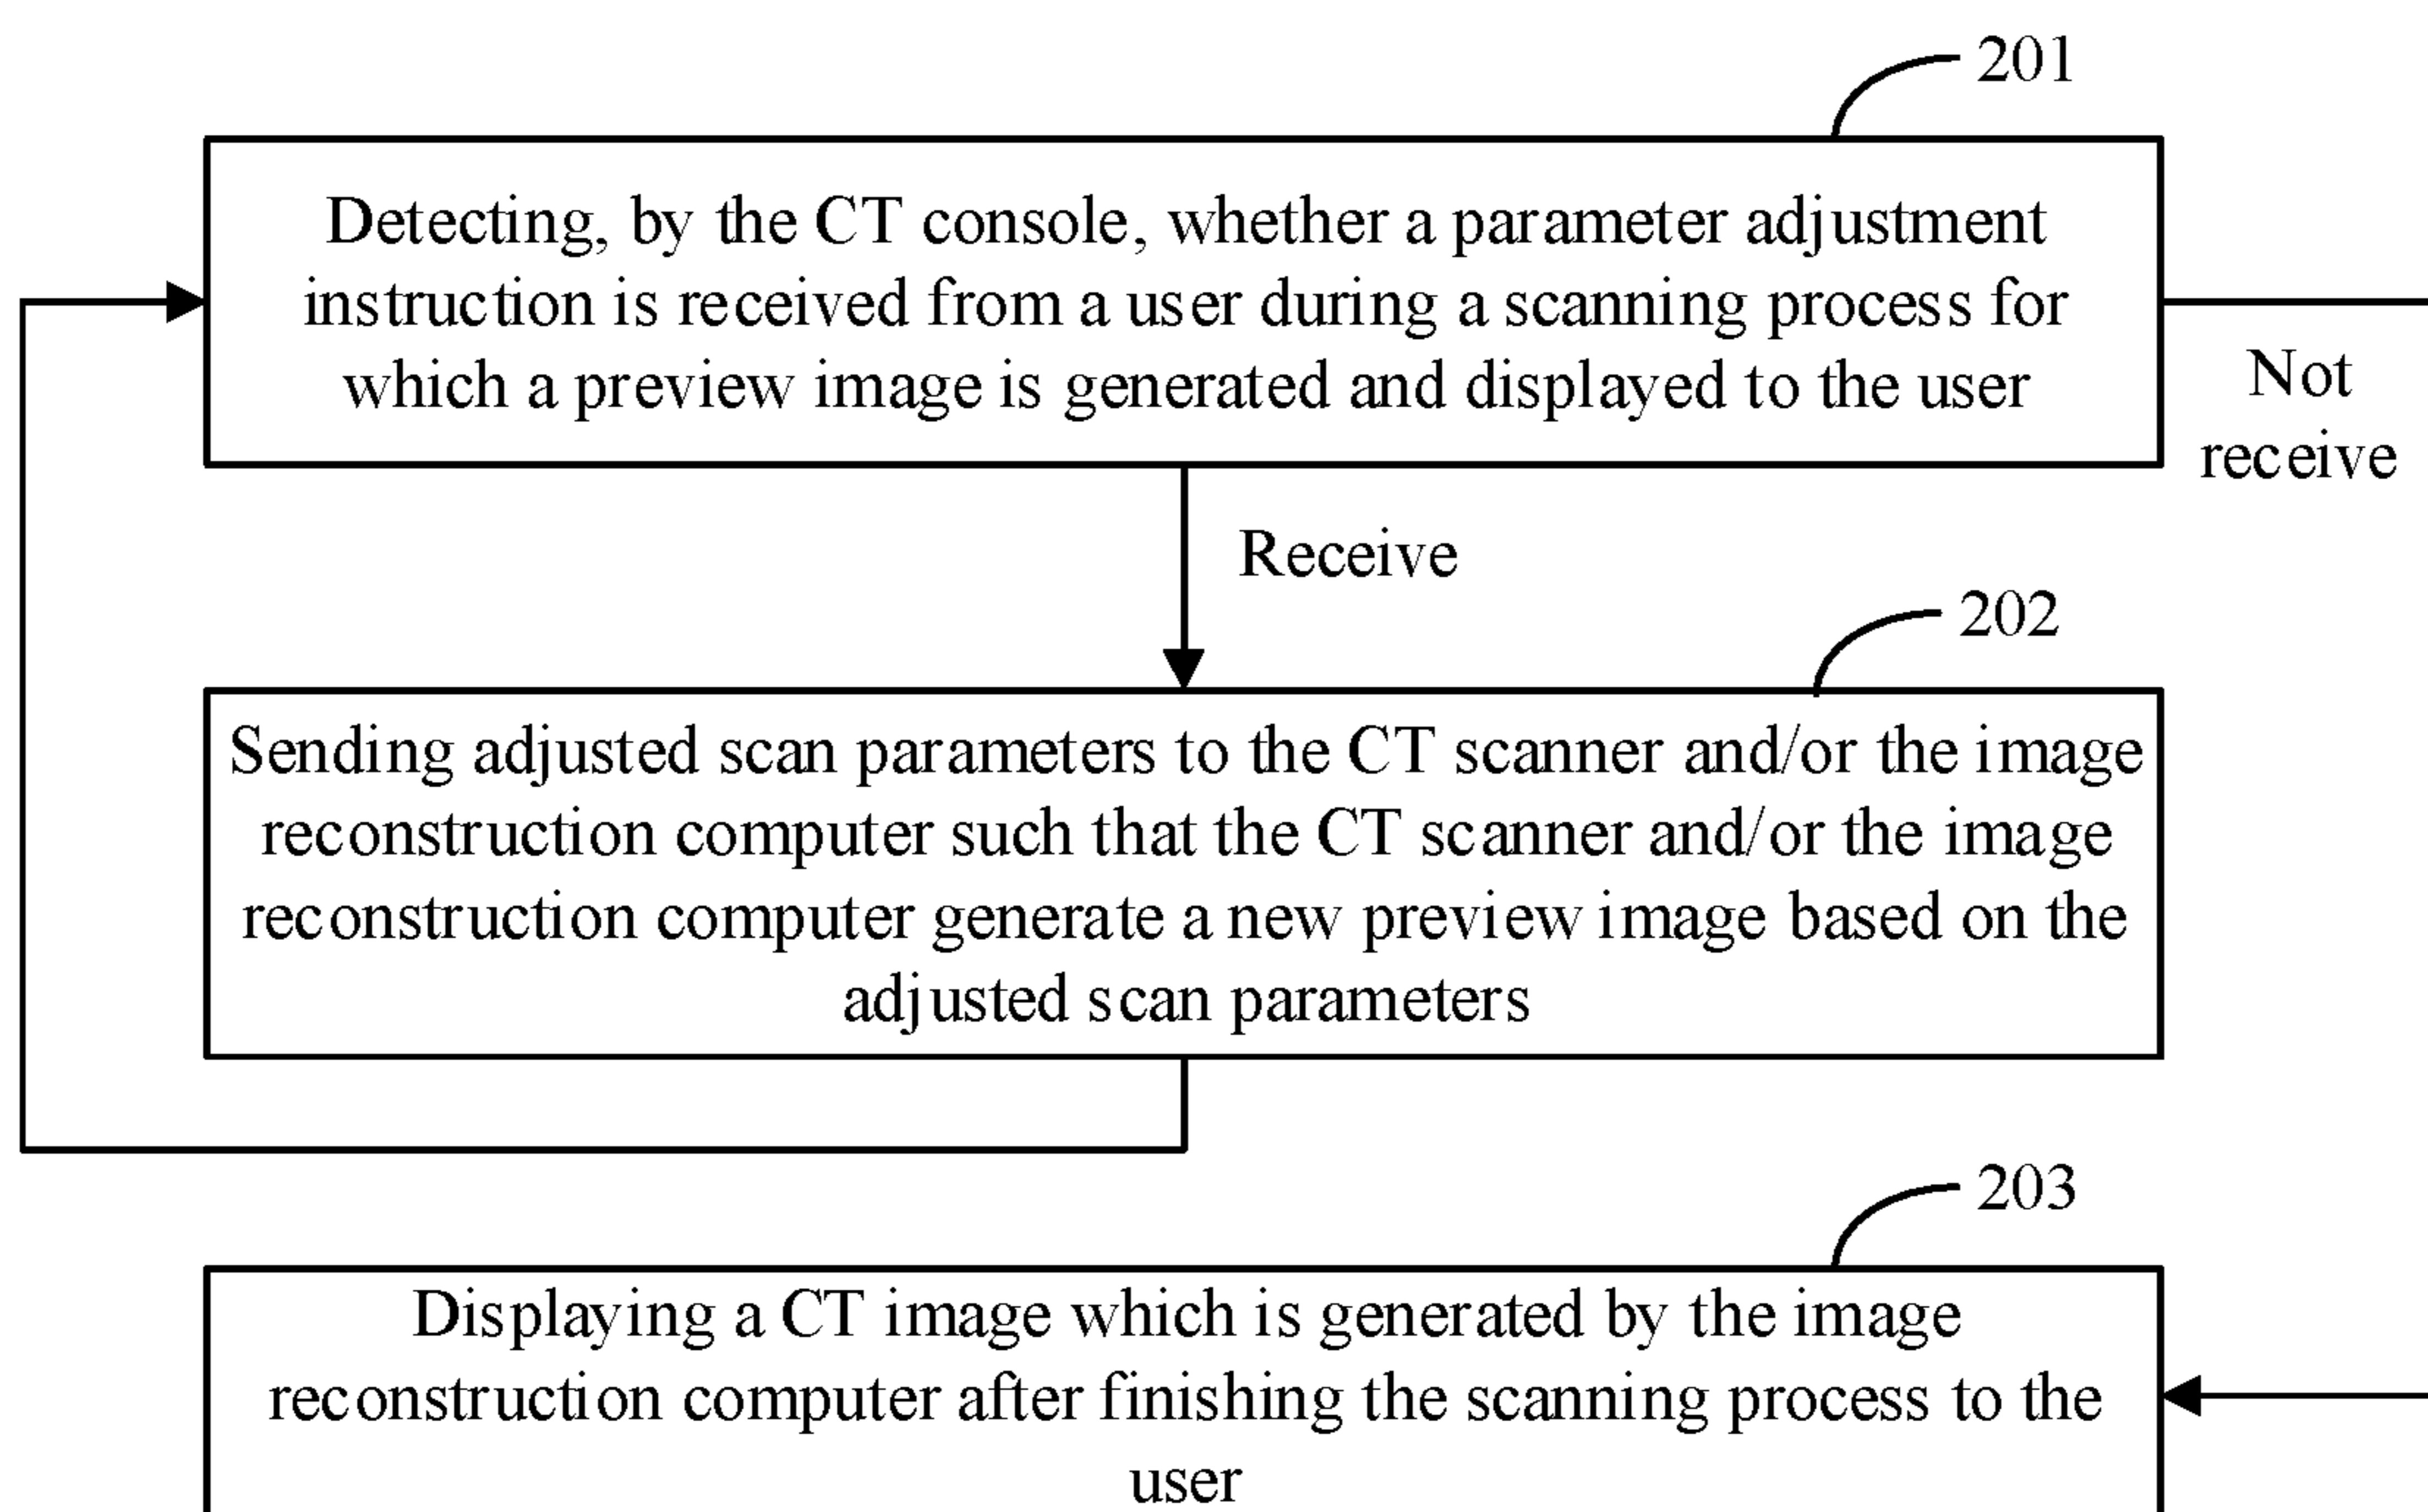 201
Detecting, by the CT console, whether a parameter adjustment
instruction is received from a user during a scanning process for
which a preview image is generated and displayed to the user
Not
receive
Receive
202
Sending adjusted scan parameters to the CT scanner and/or the image
reconstruction computer such that the CT scanner and/or the image
reconstruction computer generate a new preview image based on the
adjusted scan parameters
203
Displaying a CT image which is generated by the image
reconstruction computer after finishing the scanning process to the
user